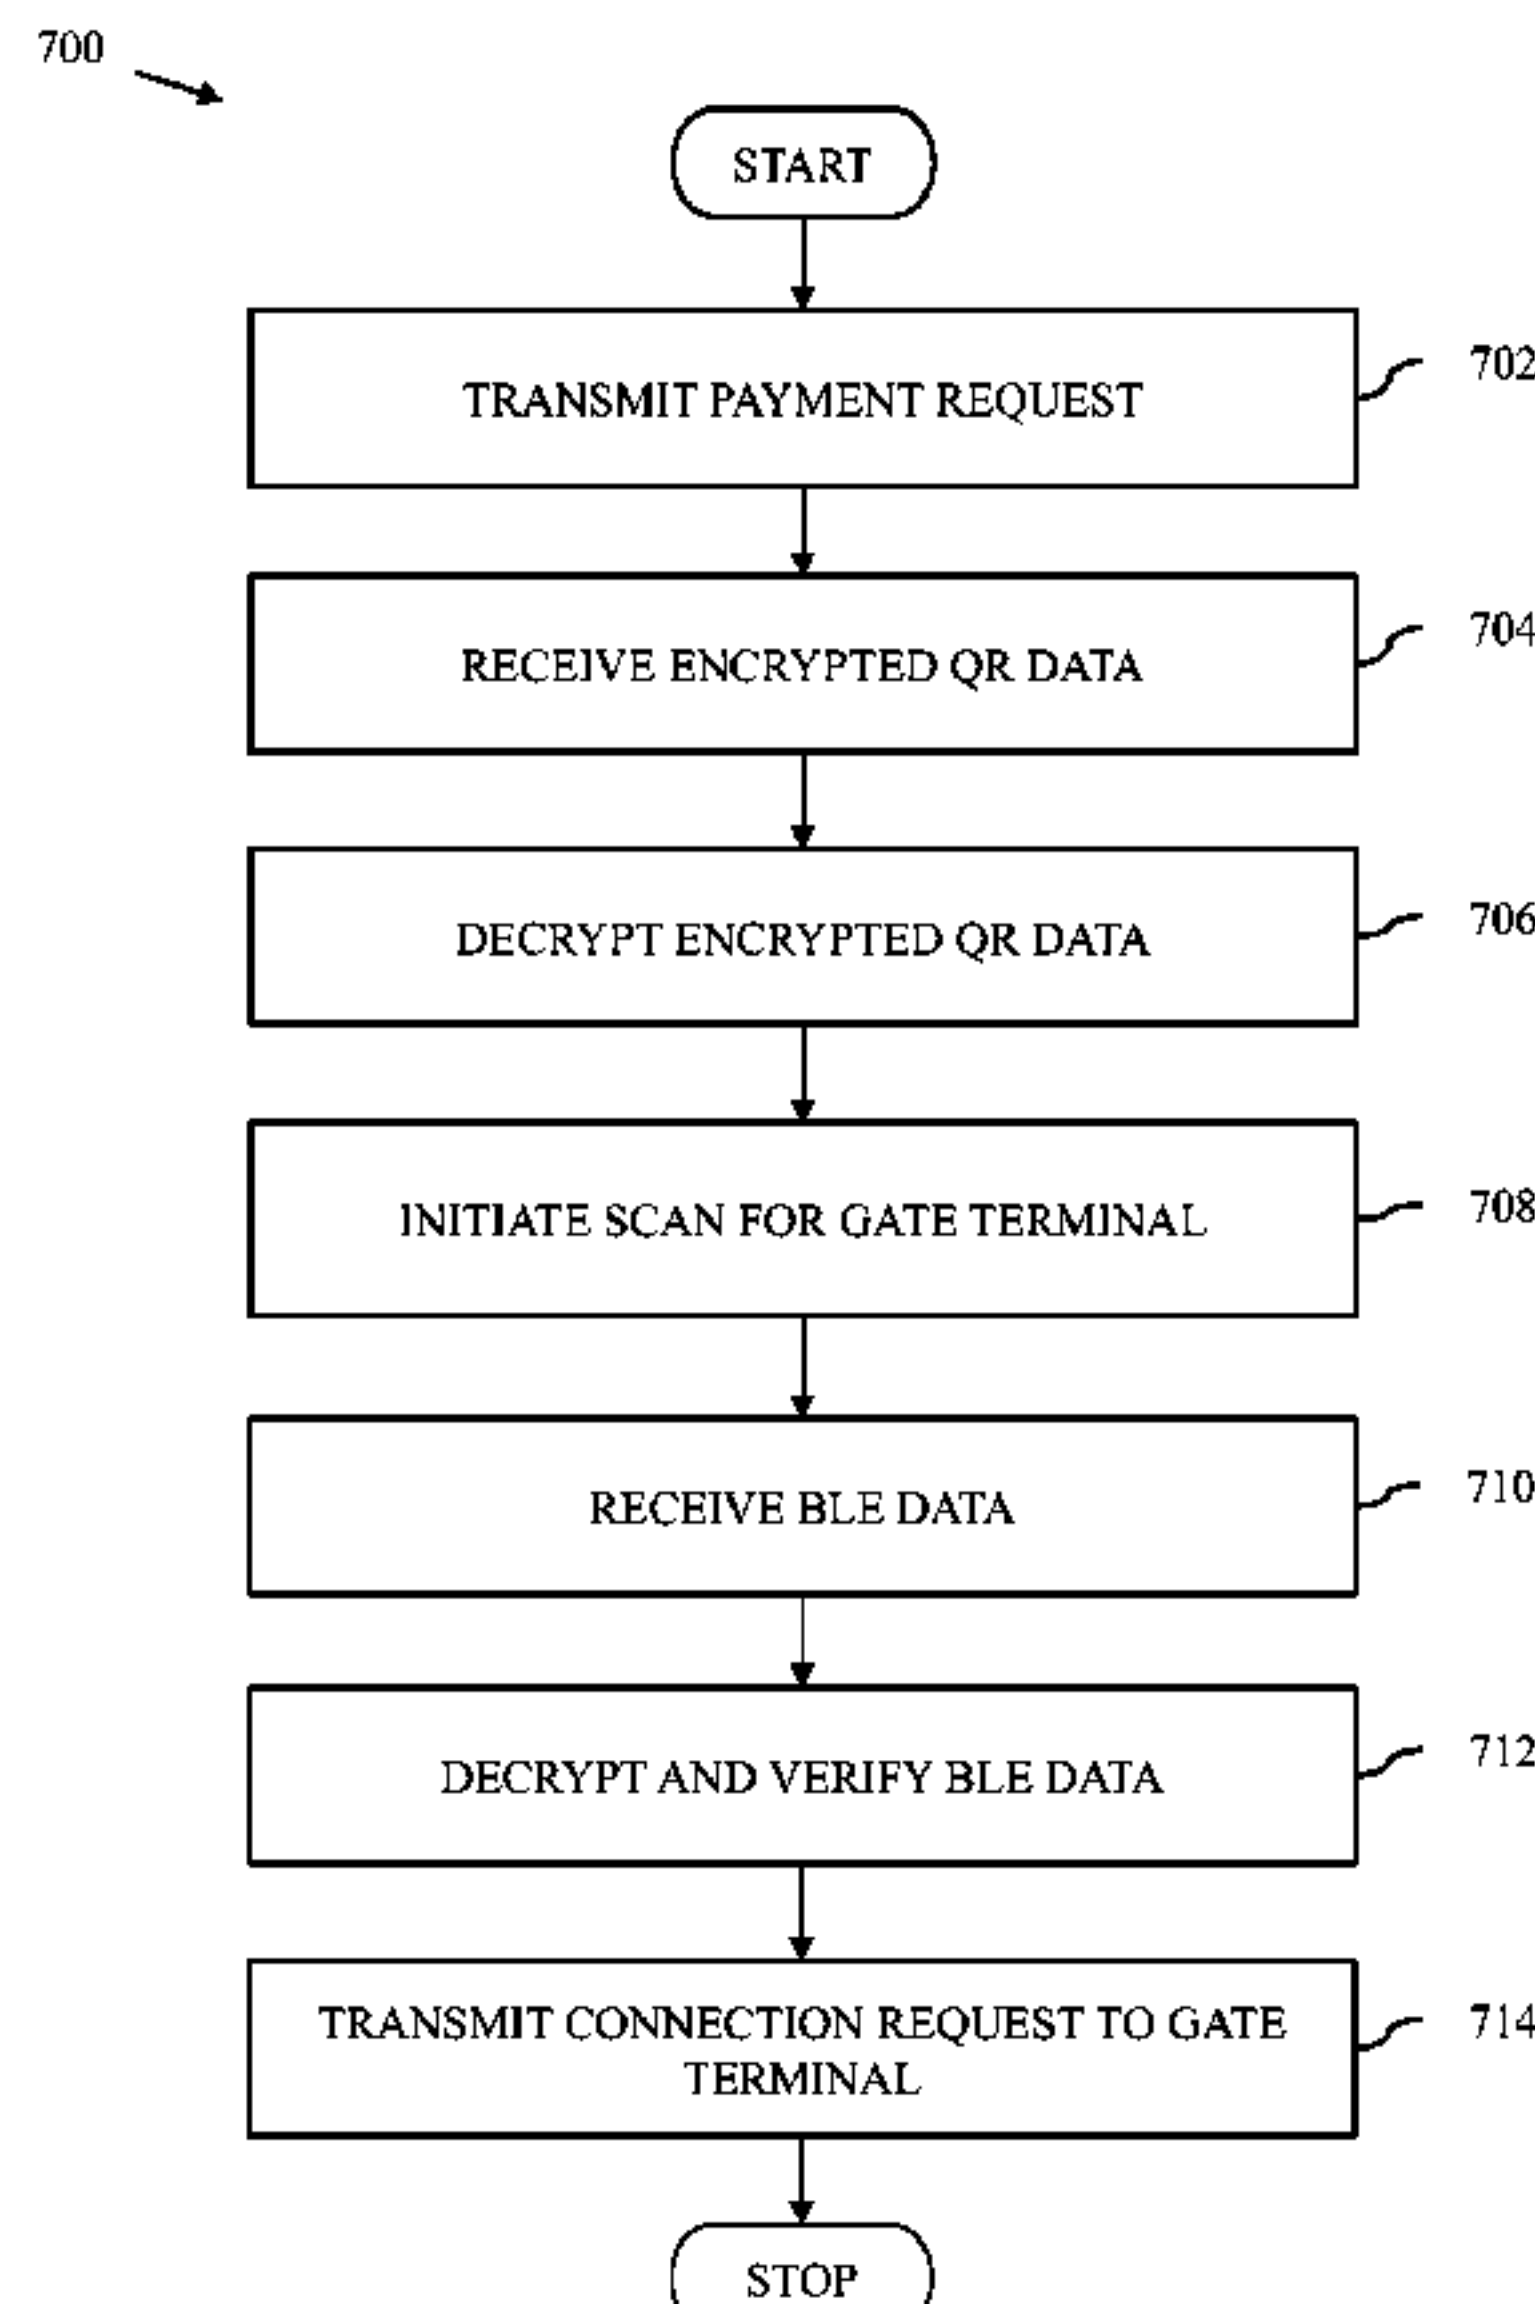 700
START
TRANSMIT PAYMENT REQUEST
702
RECEIVE ENCRYPTED QR DATA
704
DECRYPT ENCRYPTED QR DATA
706
INITIATE SCAN FOR GATE TERMINAL
708
RECEIVE BLE DATA
710
DECRYPT AND VERIFY BLE DATA
712
TRANSMIT CONNECTION REQUEST TO GATE
TERMINAL
714
STOP